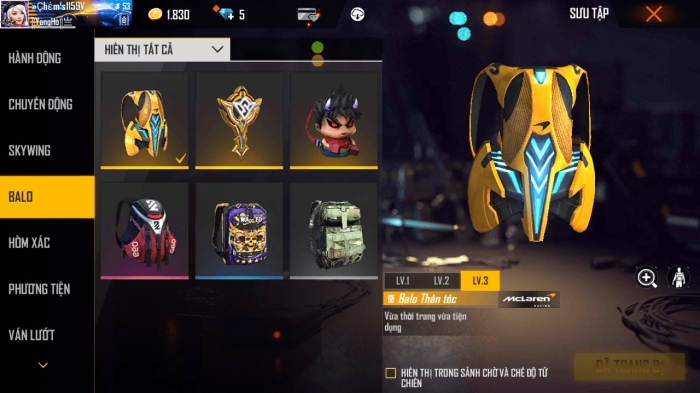 »Chém's1159V
#53
||YangHo||
1.830
5
SƯU TẬP
HÀNH ĐỘNG
CHUYỂN ĐỘNG
SKYWING
BALO
HÒM XÁC
PHƯƠNG TIỆN
VÁN LƯỚT
HIỂN THỊ TẤT CẢ
LV.1
LV.2
LV.3
Balo Thần tốc
McLaren
RACING
Vừa thời trang vừa tiện
dụng
HIỂN THỊ TRONG SẢNH CHỜ VÀ CHẾ ĐỘ TỬ
CHIẾN
ĐÃ TRANG BỊ